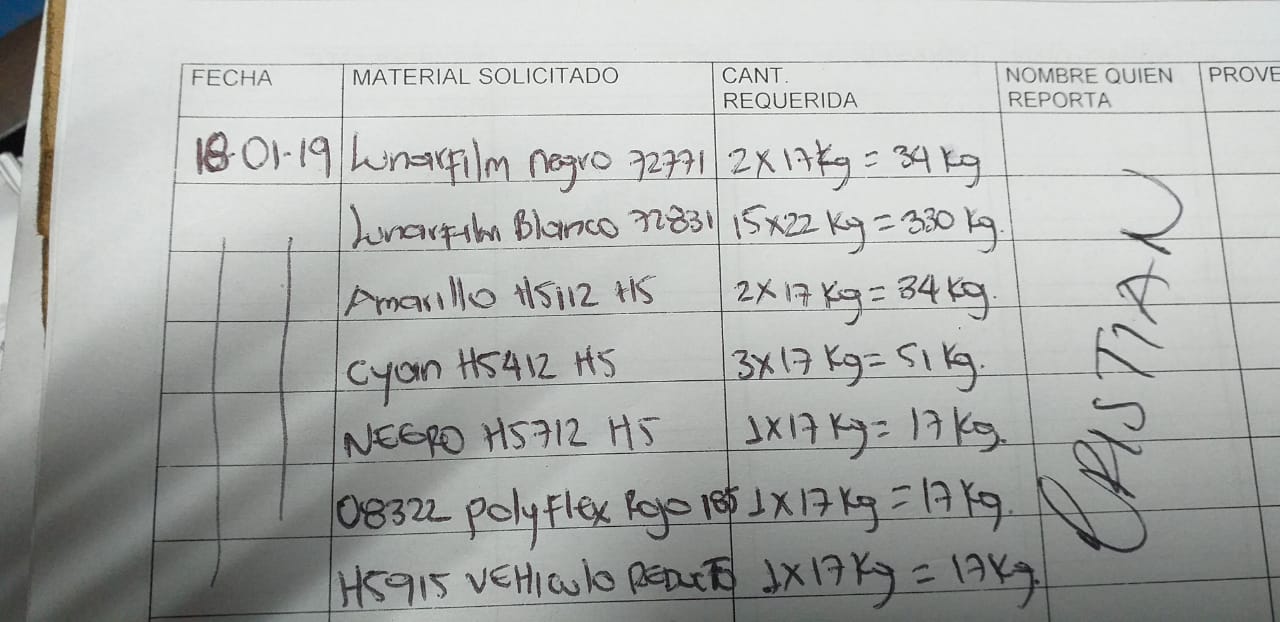 FECHA MATERIAL SOLICITADO CANT. REQUERIDA NOMBRE QUIEN REPORTA PROVE
18-01-19 Lunarfilm negro 72771 2x17kg = 34 kg
Lunarfilm Blanco 72831 15x22 kg = 330 kg.
Amarillo H5112 H5 2x17 kg = 34 kg.
Cyan H5412 H5 3x17 kg = 51 kg.
NEGRO H5712 H5 1x17 kg = 17 kg.
08322 polyFlex Rojo 185 1x17 kg = 17 kg.
H5915 VEHICULO REDUCTO 1x17 kg = 17 kg.
CRISTIAN